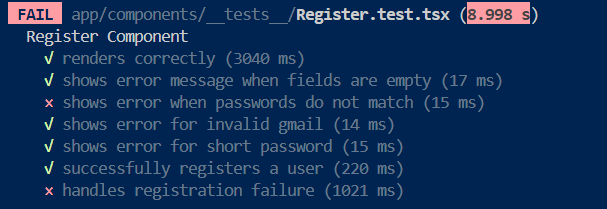 FAIL app/components/__tests__/Register.test.tsx (8.998 s)
Register Component
√ renders correctly (3040 ms)
√ shows error message when fields are empty (17 ms)
× shows error when passwords do not match (15 ms)
√ shows error for invalid gmail (14 ms)
√ shows error for short password (15 ms)
√ successfully registers a user (220 ms)
× handles registration failure (1021 ms)